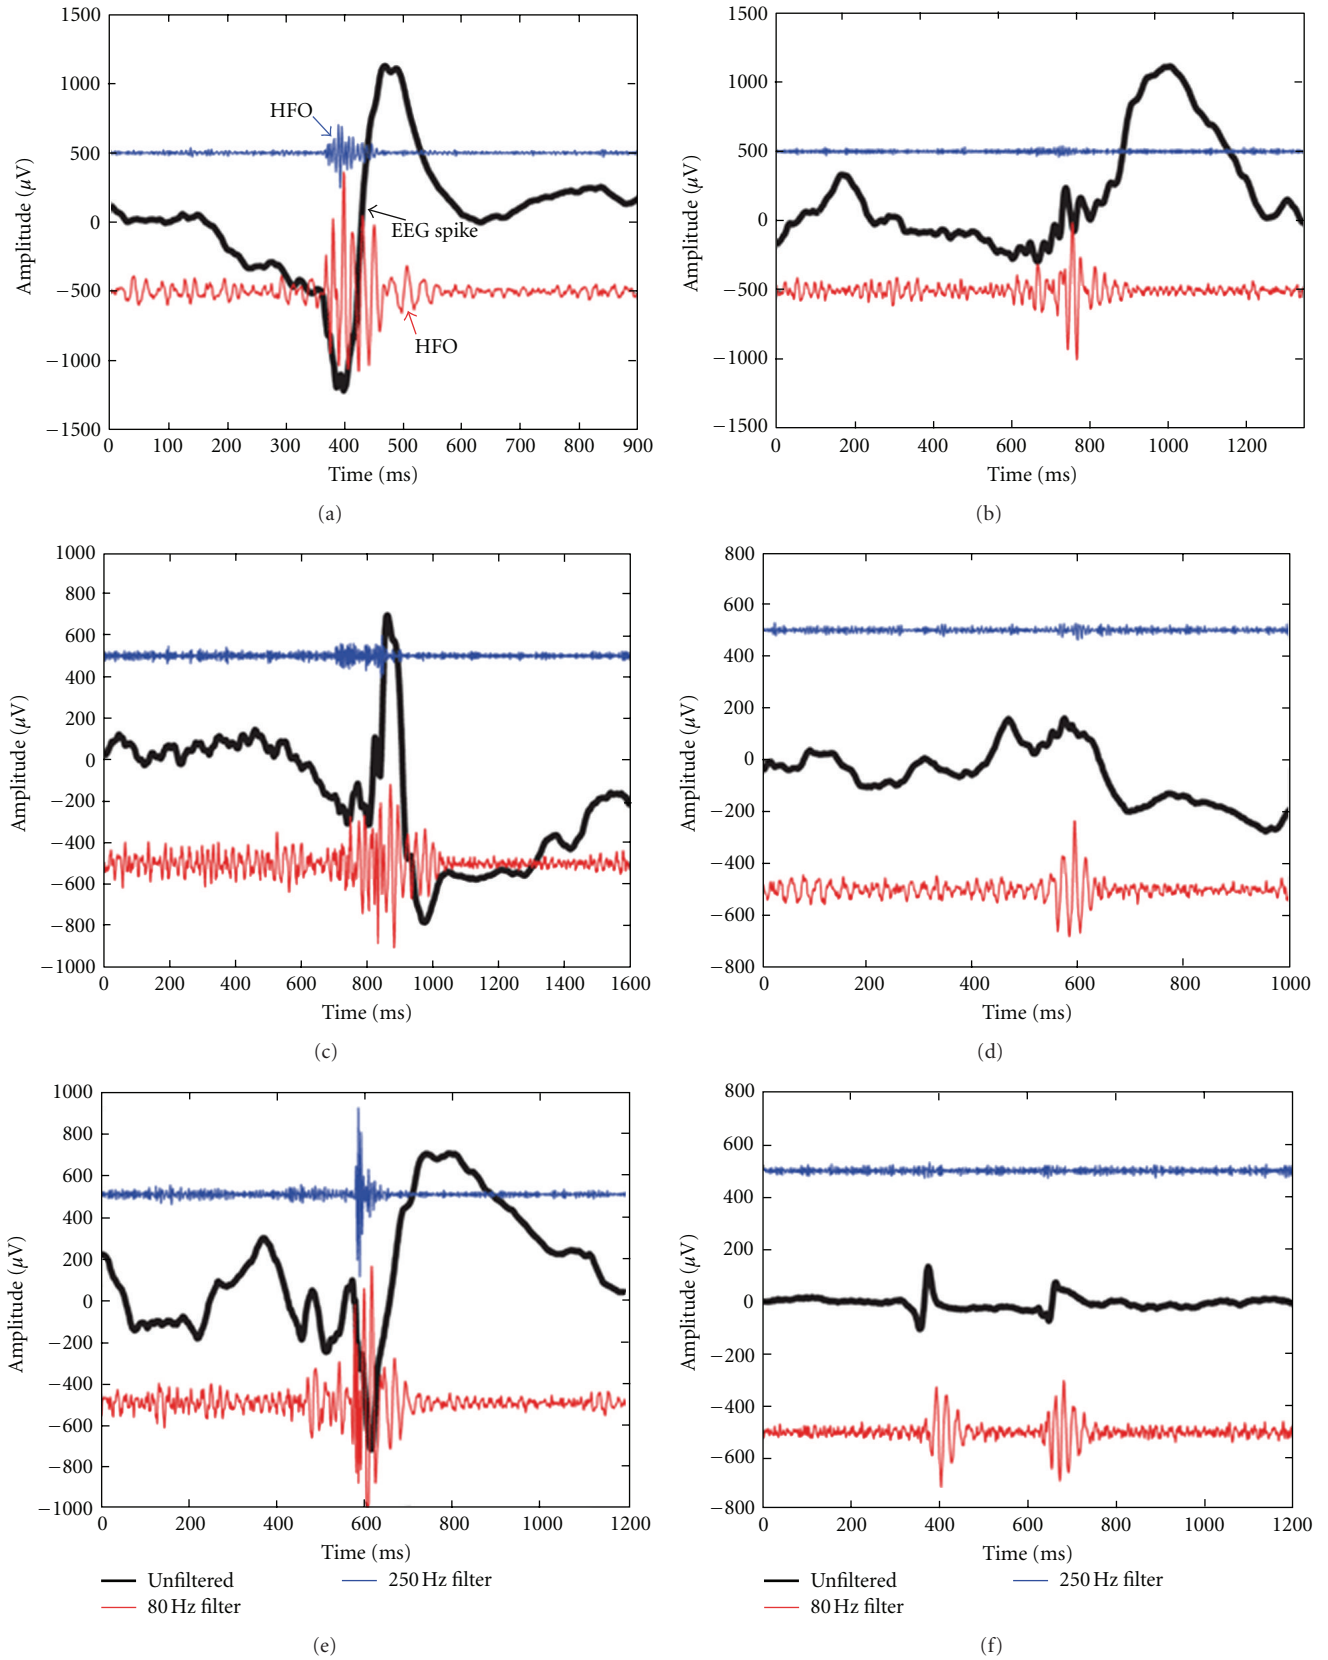 1500
1000
500
0
−500
−1000
−1500
Amplitude (μV)
HFO
EEG spike
HFO
0 100 200 300 400 500 600 700 800 900
Time (ms)
(a)
1500
1000
500
0
−500
−1000
−1500
Amplitude (μV)
0 200 400 600 800 1000 1200
Time (ms)
(b)
1000
800
600
400
200
0
−200
−400
−600
−800
−1000
Amplitude (μV)
0 200 400 600 800 1000 1200 1400 1600
Time (ms)
(c)
800
600
400
200
0
−200
−400
−600
−800
Amplitude (μV)
0 200 400 600 800 1000
Time (ms)
(d)
1000
800
600
400
200
0
−200
−400
−600
−800
−1000
Amplitude (μV)
0 200 400 600 800 1000 1200
Time (ms)
Unfiltered
80 Hz filter
250 Hz filter
(e)
800
600
400
200
0
−200
−400
−600
−800
Amplitude (μV)
0 200 400 600 800 1000 1200
Time (ms)
Unfiltered
80 Hz filter
250 Hz filter
(f)